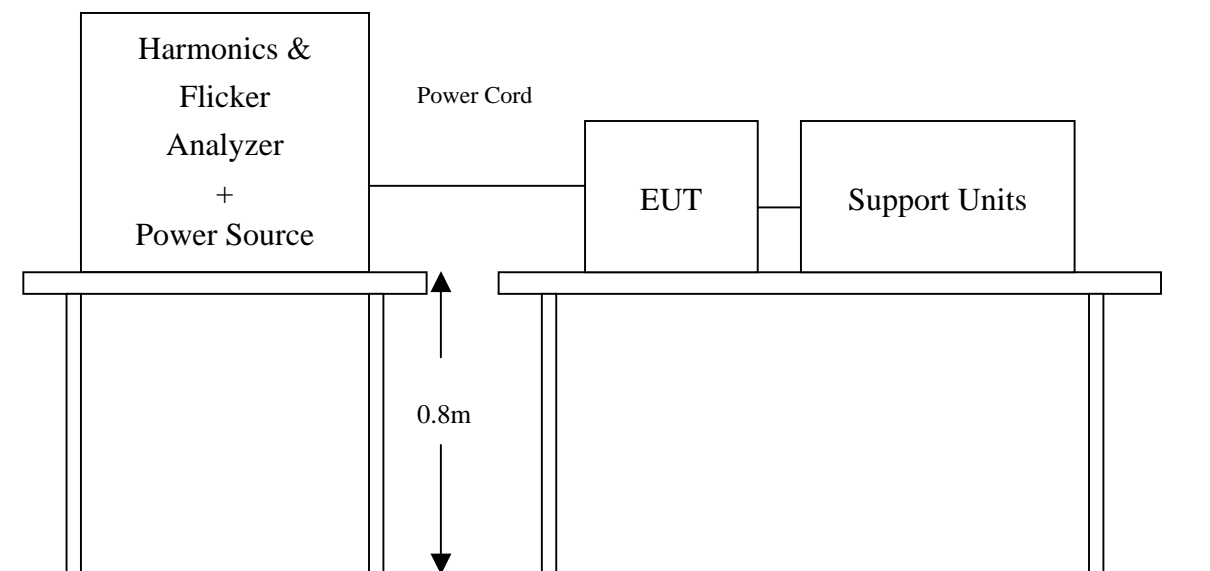 Harmonics &
Flicker
Analyzer
+
Power Source
Power Cord
EUT
Support Units
0.8m